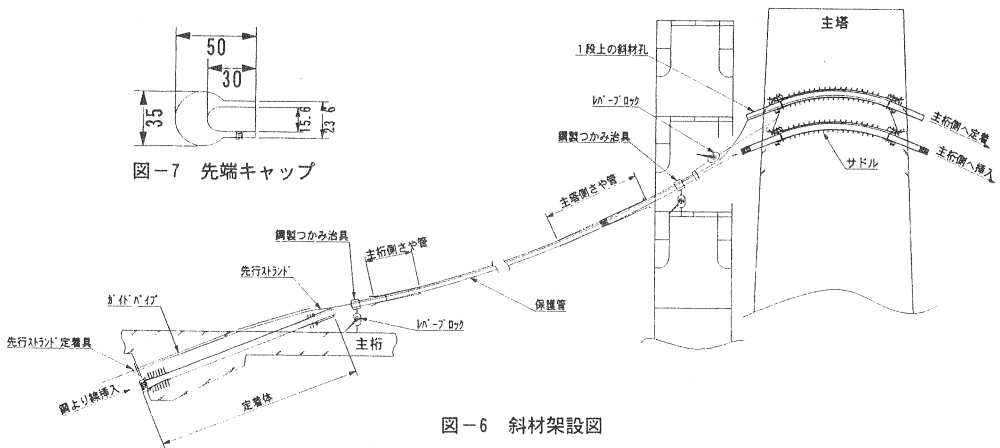 50
30
35
15.6
23.6
図－7 先端キャップ
主塔
1段上の斜材孔
ﾚﾊﾞｰﾌﾞﾛｯｸ
鋼製つかみ治具
主桁側へ定着
主桁側へ挿入
サドル
主塔側さや管
鋼製つかみ治具
主桁側さや管
先行ｽﾄﾗﾝﾄﾞ
ｶﾞｲﾄﾞﾊﾟｲﾌﾟ
保護管
ﾚﾊﾞｰﾌﾞﾛｯｸ
主桁
先行ｽﾄﾗﾝﾄﾞ定着具
鋼より線挿入
定着体
図－6 斜材架設図